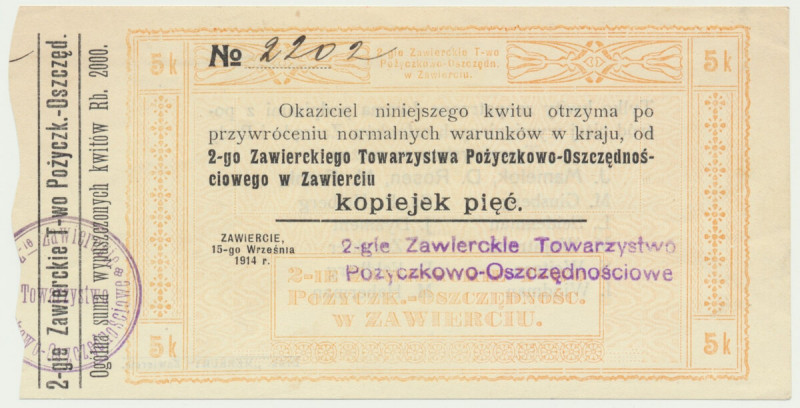 2-gie Zawierckie T-wo Pożyczk.-Oszczęd.
Ogólna suma wypuszczonych kwitów Rb. 2000.
2-gie Zawierckie
Towarzystwo
5 k
№ 2202
2-gie Zawierckie T-wo
Pożyczkowo Oszczędn.
w Zawierciu.
5 k
Okaziciel niniejszego kwitu otrzyma po
przywróceniu normalnych warunków w kraju, od
2-go Zawierckiego Towarzystwa Pożyczkowo-Oszczędnoś-
ciowego w Zawierciu
kopiejek pięć.
ZAWIERCIE,
15-go Września
1914 r.
2-gie Zawierckie Towarzystwo
Pożyczkowo-Oszczędnościowe
2-IE
POŻYCZK.-OSZCZĘDNOŚC.
W ZAWIERCIU.
5 k
5 k